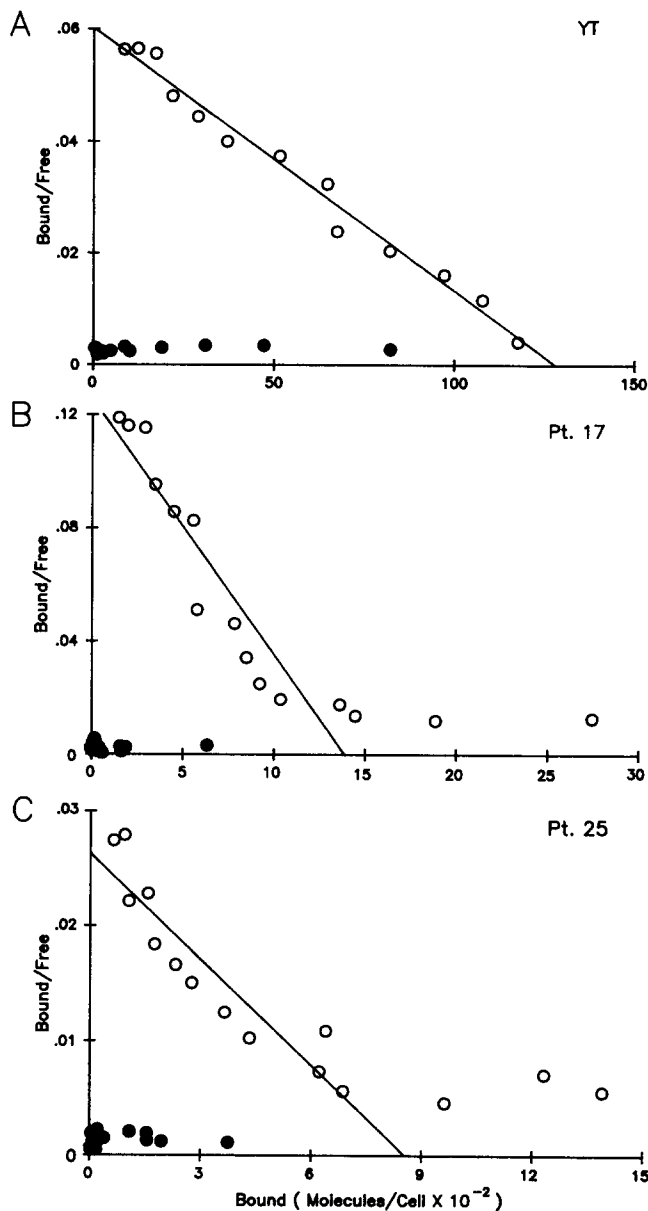 A
YT
.06
.04
.02
0
Bound/Free
0 50 100 150
B
Pt. 17
0.12
.08
.04
0
Bound/Free
0 5 10 15 20 25 30
C
Pt. 25
.03
.02
.01
0
Bound/Free
0 3 6 9 12 15
Bound ( Molecules/Cell X 10⁻²)